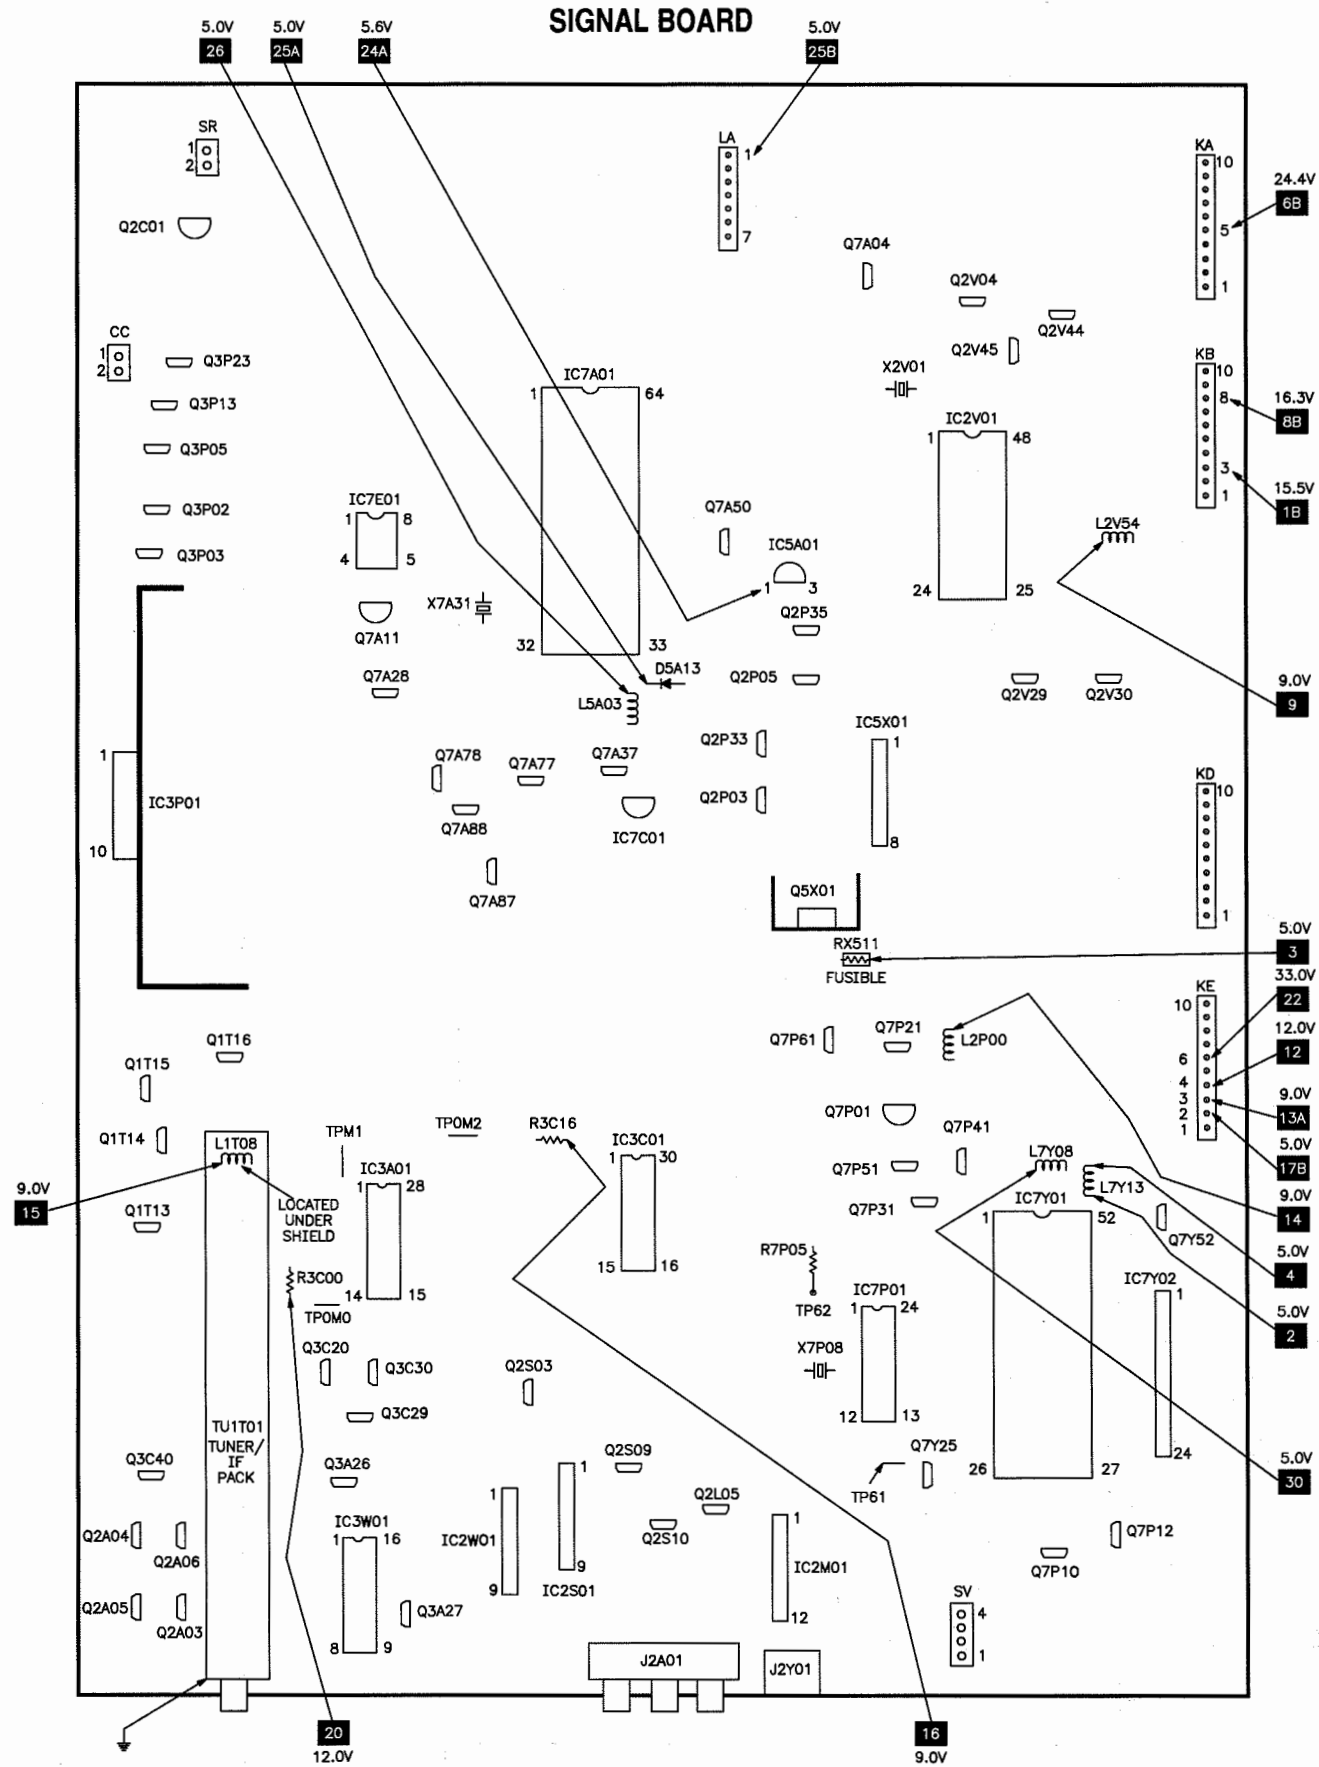 SIGNAL BOARD
5.0V
26
5.0V
25A
5.6V
24A
5.0V
25B
SR
1
2
Q2C01
LA
1
7
KA
10
5
1
24.4V
6B
Q7A04
Q2V04
Q2V44
Q2V45
X2V01
CC
1
2
Q3P23
Q3P13
Q3P05
Q3P02
Q3P03
IC7A01
1
64
32
33
KB
10
8
3
1
16.3V
8B
15.5V
1B
IC2V01
1
48
24
25
IC7E01
1
8
4
5
Q7A50
IC5A01
1
3
L2V54
X7A31
Q7A11
Q2P35
Q7A28
D5A13
L5A03
Q2P05
Q2V29
Q2V30
9.0V
9
IC5X01
1
8
Q2P33
Q2P03
Q7A78
Q7A77
Q7A37
Q7A88
IC7C01
Q7A87
1
IC3P01
10
KD
10
1
Q5X01
RX511
FUSIBLE
5.0V
3
33.0V
22
12.0V
12
9.0V
13A
5.0V
17B
KE
10
6
4
3
2
1
Q1T16
Q1T15
Q1T14
Q7P61
Q7P21
L2P00
Q7P01
Q7P41
TPM1
TP0M2
R3C16
L1T08
IC3A01
1
28
14
15
IC3C01
1
30
15
16
Q7P51
Q7P31
L7Y08
L7Y13
IC7Y01
1
52
26
27
Q7Y52
9.0V
14
5.0V
4
5.0V
2
9.0V
15
Q1T13
LOCATED
UNDER
SHIELD
R3C00
TP0M0
R7P05
TP62
IC7P01
1
24
12
13
IC7Y02
1
24
Q3C20
Q3C30
Q3C29
Q2S03
X7P08
TU1T01
TUNER/
IF
PACK
Q3C40
Q3A26
Q2S09
Q7Y25
TP61
5.0V
30
Q2A04
Q2A06
Q2A05
Q2A03
IC3W01
1
16
8
9
Q3A27
IC2W01
1
9
1
9
IC2S01
Q2L05
Q2S10
1
IC2M01
12
Q7P12
Q7P10
SV
4
1
J2A01
J2Y01
20
12.0V
16
9.0V